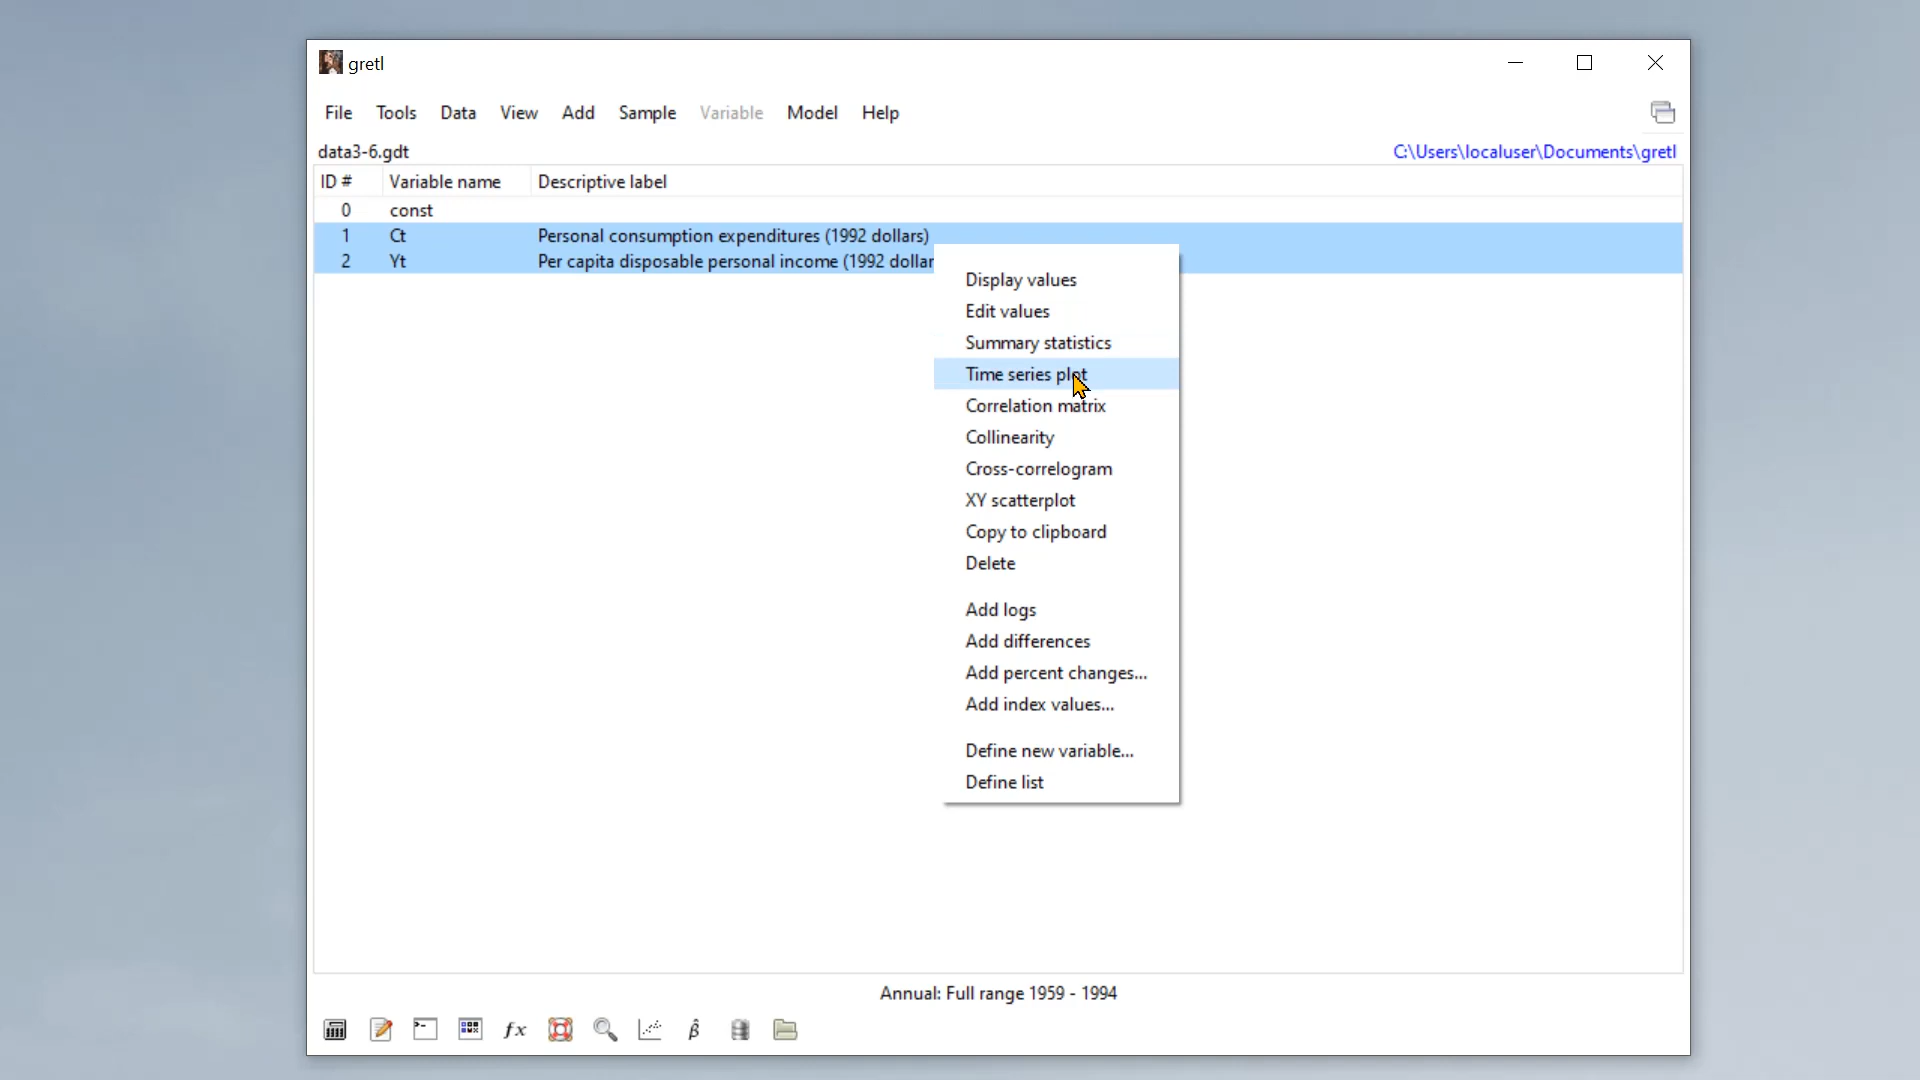 gretl
File Tools Data View Add Sample Variable Model Help
data3-6.gdt C:\Users\localuser\Documents\gretl
ID # Variable name Descriptive label
0 const
1 Ct Personal consumption expenditures (1992 dollars)
2 Yt Per capita disposable personal income (1992 dollar
Display values
Edit values
Summary statistics
Time series plot
Correlation matrix
Collinearity
Cross-correlogram
XY scatterplot
Copy to clipboard
Delete
Add logs
Add differences
Add percent changes...
Add index values...
Define new variable...
Define list
Annual: Full range 1959 - 1994
fx
β̂